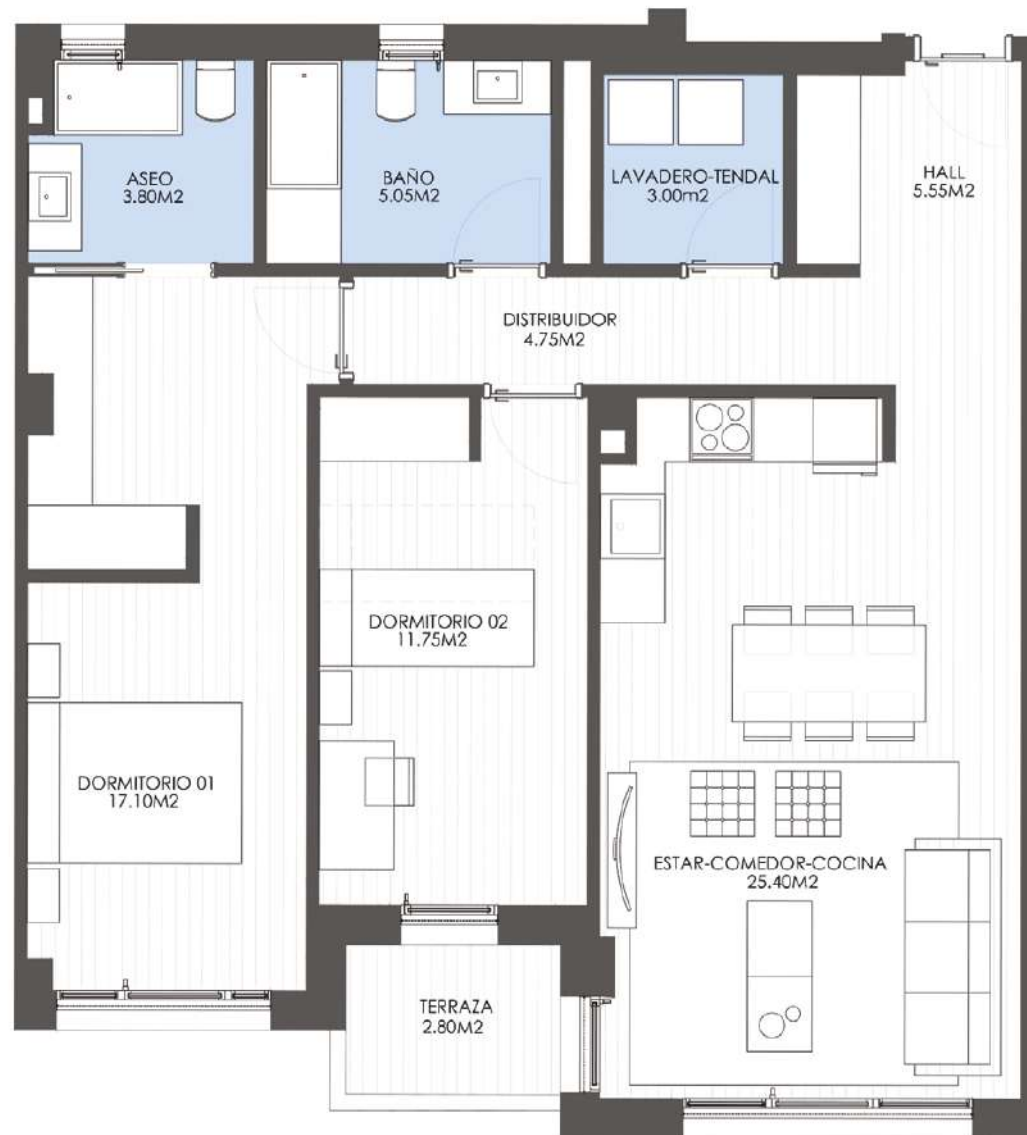 ASEO
3.80M2
BAÑO
5.05M2
LAVADERO-TENDAL
3.00m2
HALL
5.55M2
DISTRIBUIDOR
4.75M2
DORMITORIO 02
11.75M2
DORMITORIO 01
17.10M2
ESTAR-COMEDOR-COCINA
25.40M2
TERRAZA
2.80M2